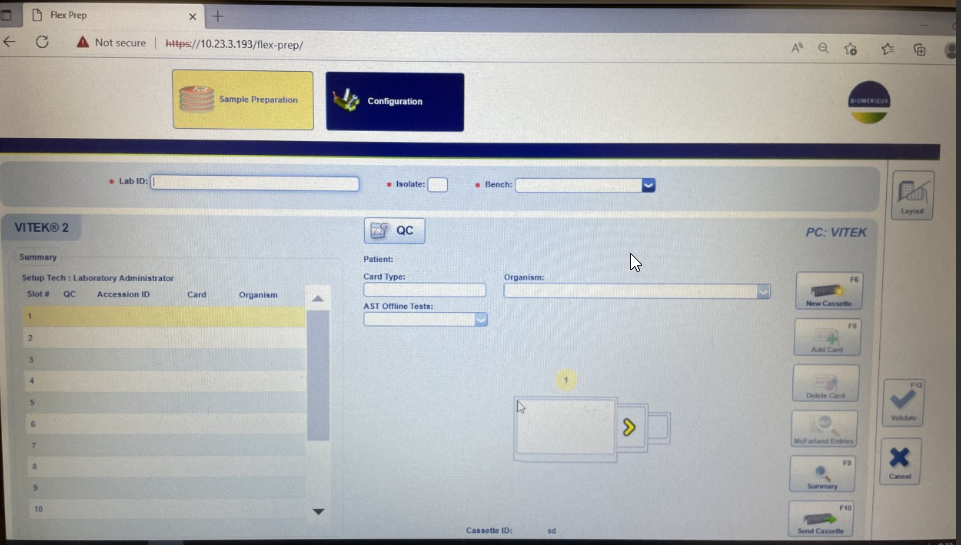 Flex Prep
Not secure https://10.23.3.193/flex-prep/
Sample Preparation
Configuration
BIOMÉRIEUX
* Lab ID:
* Isolate:
* Bench:
Layout
VITEK® 2
QC
PC: VITEK
Summary
Patient:
Setup Tech : Laboratory Administrator
Card Type:
Organism:
Slot # QC Accession ID Card Organism
AST Offline Tests:
1
2
3
4
5
6
7
8
9
10
1
F6
New Cassette
F8
Add Card
Delete Card
McFarland Entries
F9
Summary
F10
Send Cassette
F12
Validate
Cancel
Cassette ID: sd